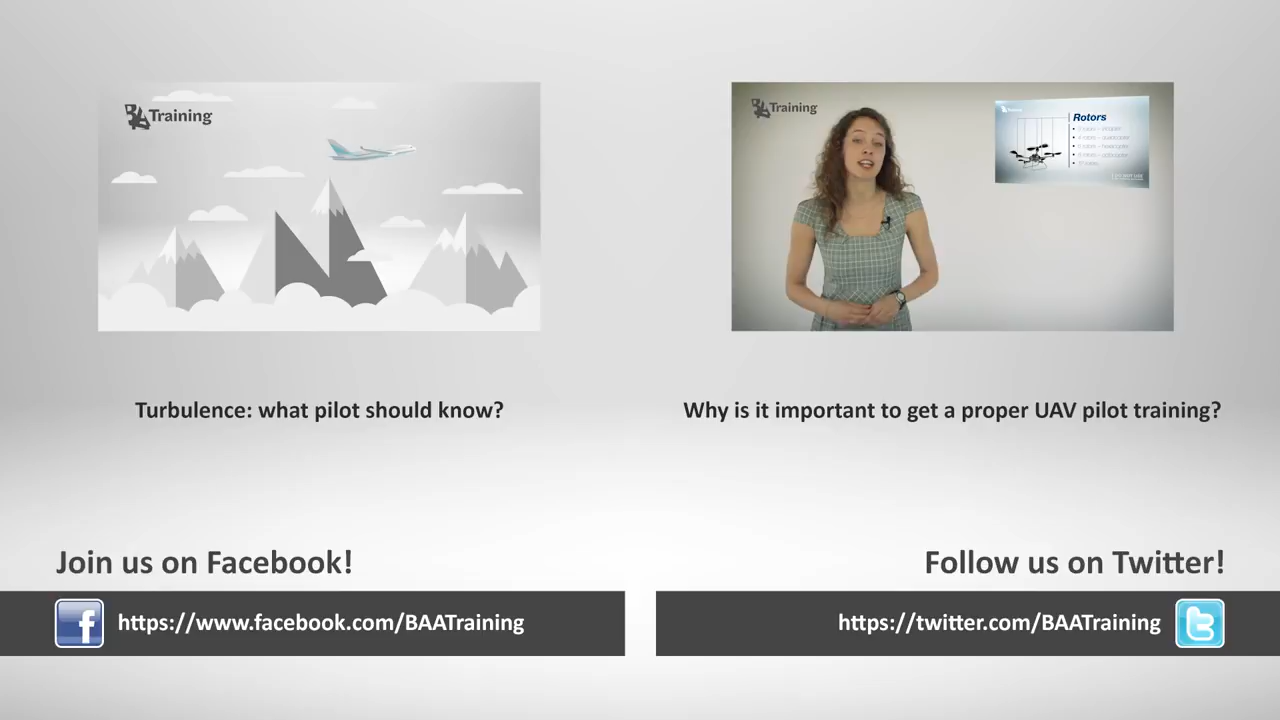 Training
Training
Rotors
Turbulence: what pilot should know?
Why is it important to get a proper UAV pilot training?
Join us on Facebook!
Follow us on Twitter!
https://www.facebook.com/BAATraining
https://twitter.com/BAATraining